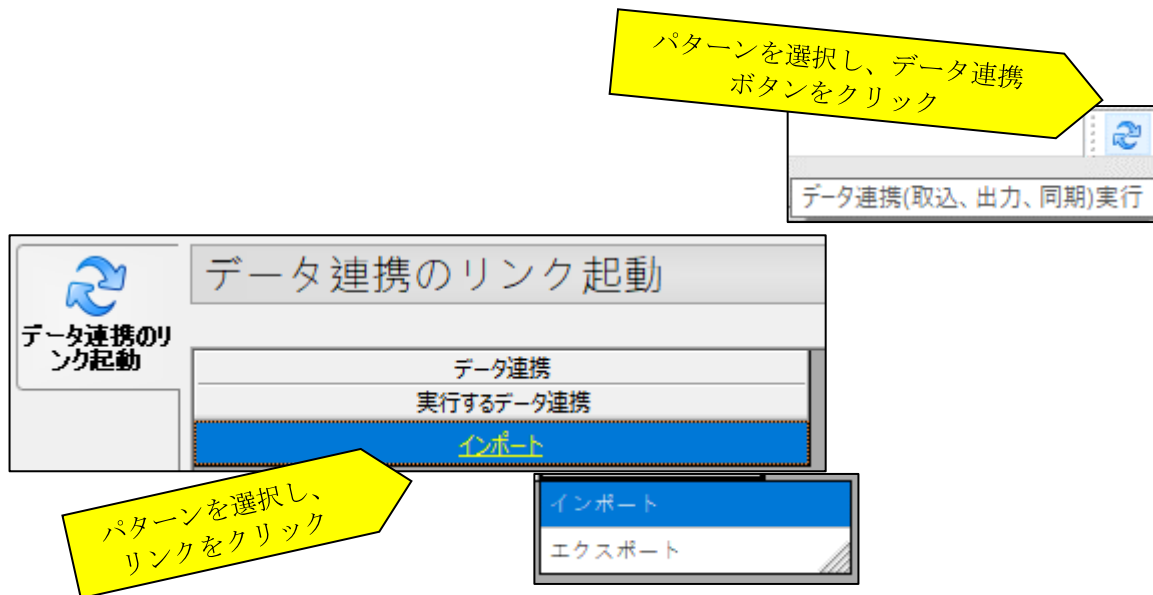 パターンを選択し、データ連携
ボタンをクリック
データ連携(取込、出力、同期)実行
データ連携のリンク起動
データ連携のリ
ンク起動
データ連携
実行するデータ連携
インポート
パターンを選択し、
リンクをクリック
インポート
エクスポート